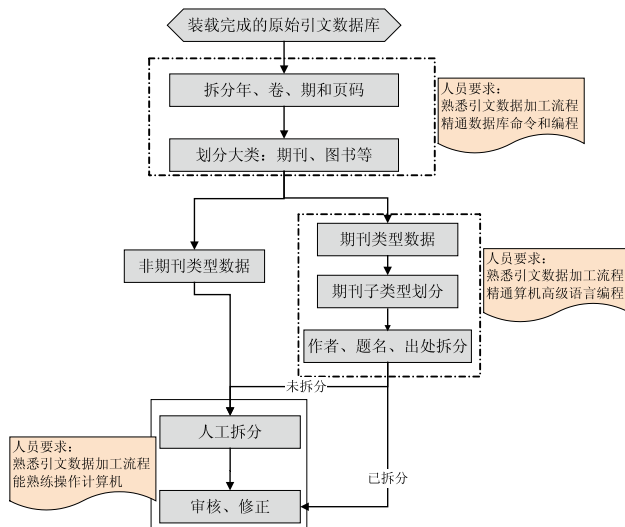 装载完成的原始引文数据库
拆分年、卷、期和页码
划分大类：期刊、图书等
人员要求：
熟悉引文数据加工流程
精通数据库命令和编程
非期刊类型数据
期刊类型数据
期刊子类型划分
作者、题名、出处拆分
人员要求：
熟悉引文数据加工流程
精通算机高级语言编程
未拆分
人工拆分
已拆分
审核、修正
人员要求：
熟悉引文数据加工流程
能熟练操作计算机